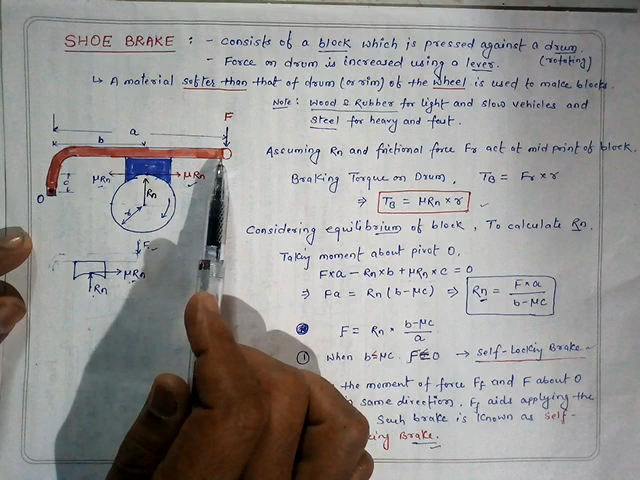 SHOE BRAKE : - Consists of a block which is pressed against a drum.
- Force on drum is increased using a lever. (rotating)
↳ A material softer than that of drum (or rim) of the wheel is used to make blocks.
Note: Wood & Rubber for light and slow vehicles and
Steel for heavy and fast.
F
a
b
Assuming Rn and frictional force Fr act at mid point of block.
c
μRn
μRn
Rn
O
r
Braking Torque on Drum, TB = Fr × r
⇒ TB = μRn × r
Considering equilibrium of block, To calculate Rn.
Taking moment about pivot O,
F×a − Rn×b + μRn × c = 0
⇒ Fa = Rn (b−μc) ⇒ Rn = F×a / b−μc
F
μRn
Rn
F = Rn × b−μc / a
① When b≤μc. F≤0 → Self-Locking Brake
the moment of force Ff and F about O
same direction. Ff aids applying the
Such brake is known as Self-
king Brake.